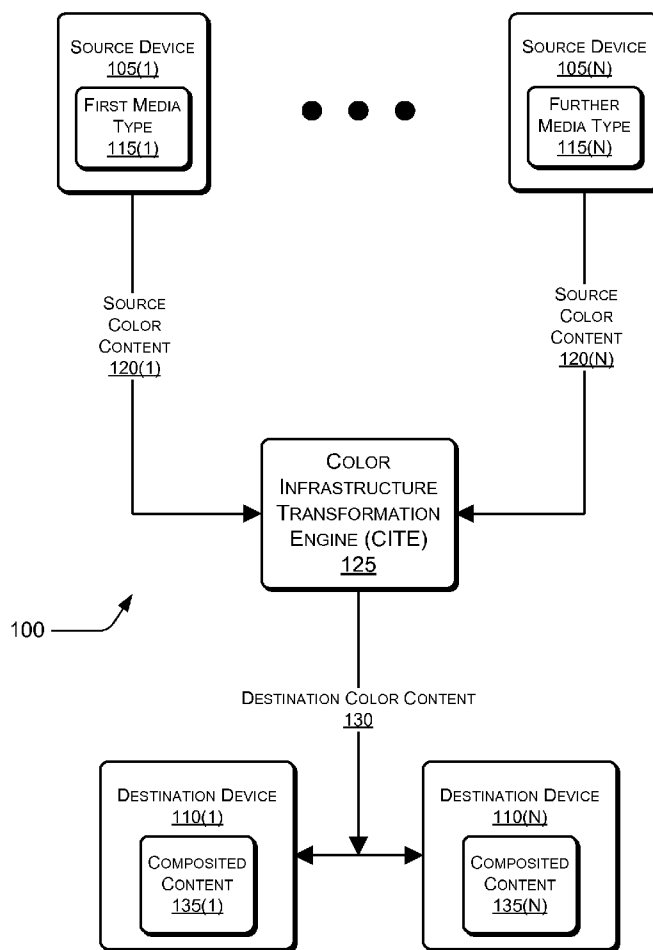 SOURCE DEVICE
105(1)
FIRST MEDIA
TYPE
115(1)
SOURCE DEVICE
105(N)
FURTHER
MEDIA TYPE
115(N)
SOURCE
COLOR
CONTENT
120(1)
SOURCE
COLOR
CONTENT
120(N)
COLOR
INFRASTRUCTURE
TRANSFORMATION
ENGINE (CITE)
125
100
DESTINATION COLOR CONTENT
130
DESTINATION DEVICE
110(1)
COMPOSITED
CONTENT
135(1)
DESTINATION DEVICE
110(N)
COMPOSITED
CONTENT
135(N)